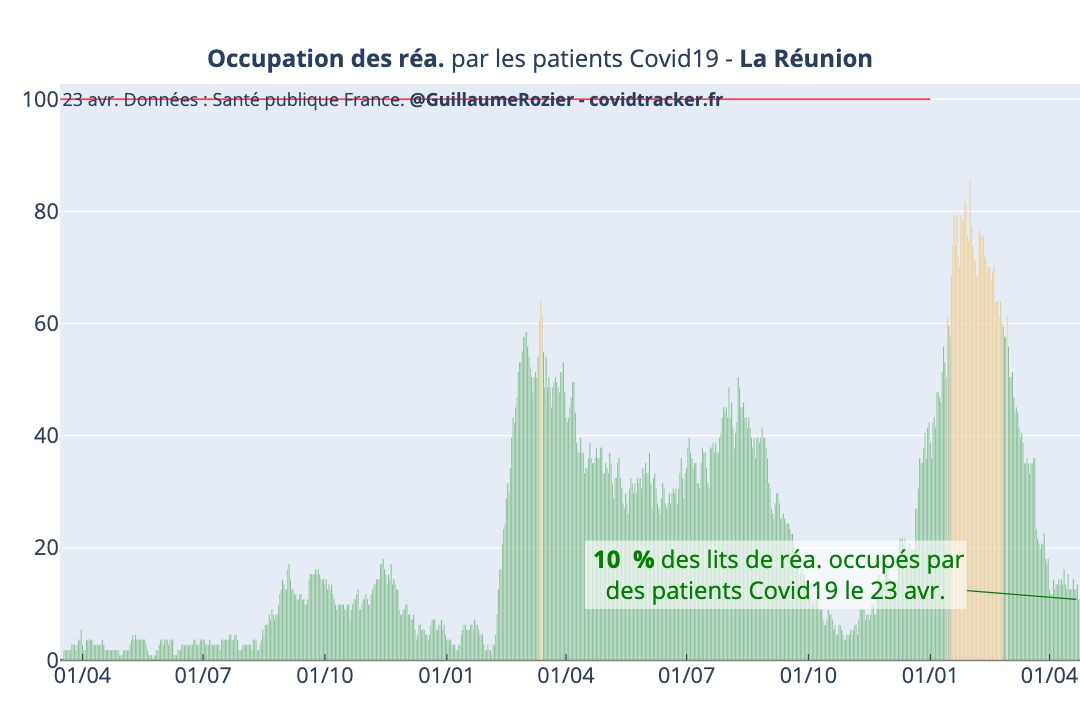 Occupation des réa. par les patients Covid19 - La Réunion
100
23 avr. Données : Santé publique France. @GuillaumeRozier - covidtracker.fr
80
60
40
20
10 % des lits de réa. occupés par
des patients Covid19 le 23 avr.
0
01/04 01/07 01/10 01/01 01/04 01/07 01/10 01/01 01/04